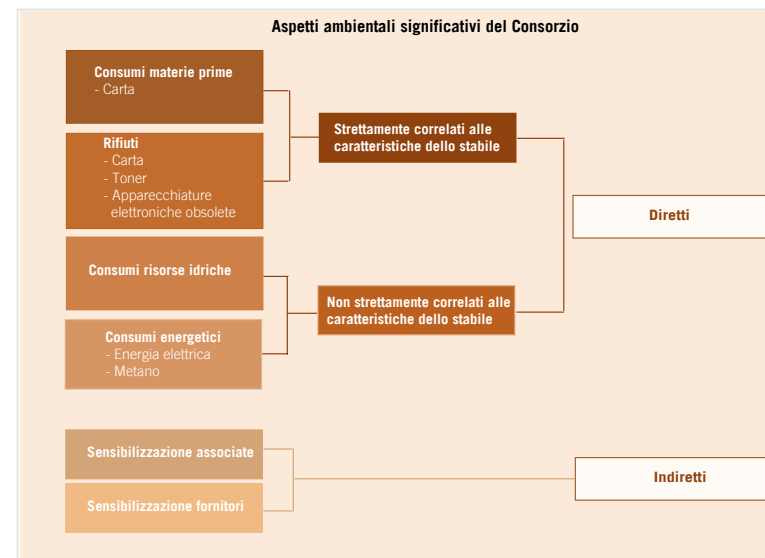 Aspetti ambientali significativi del Consorzio
Consumi materie prime
- Carta
Strettamente correlati alle
caratteristiche dello stabile
Rifiuti
- Carta
- Toner
- Apparecchiature
elettroniche obsolete
Diretti
Consumi risorse idriche
Non strettamente correlati alle
caratteristiche dello stabile
Consumi energetici
- Energia elettrica
- Metano
Sensibilizzazione associate
Indiretti
Sensibilizzazione fornitori